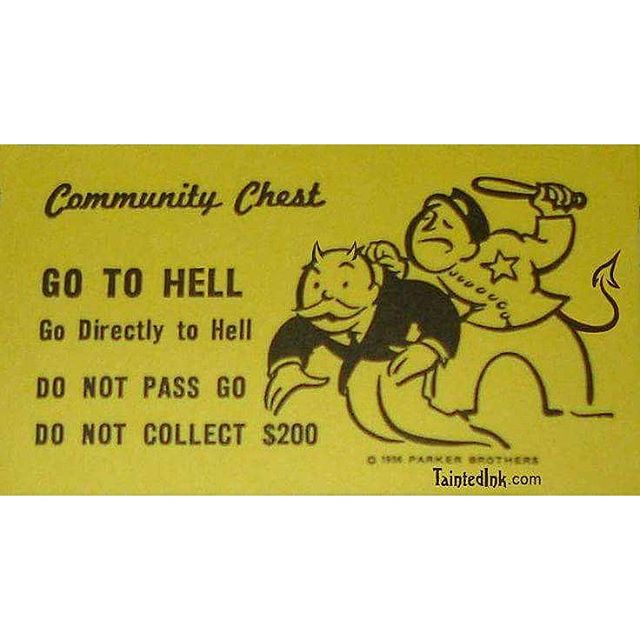 Community Chest
GO TO HELL
Go Directly to Hell
DO NOT PASS GO
DO NOT COLLECT $200
© 1936 PARKER BROTHERS
TaintedInk.com